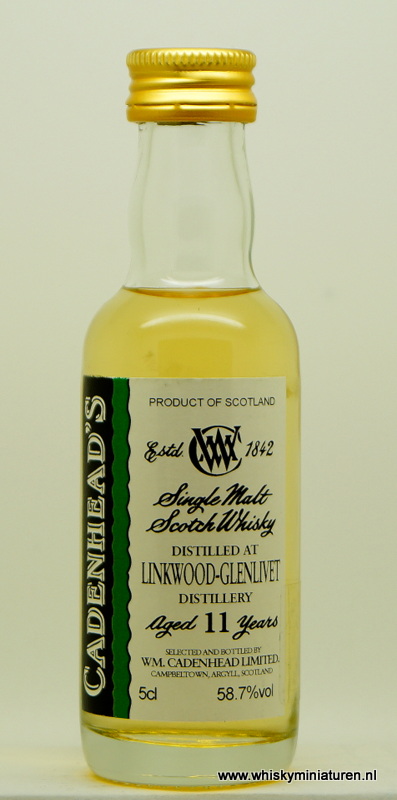 PRODUCT OF SCOTLAND
Estd. WC 1842
Single Malt
Scotch Whisky
DISTILLED AT
LINKWOOD-GLENLIVET
DISTILLERY
Aged 11 Years
SELECTED AND BOTTLED BY
WM. CADENHEAD LIMITED.
CAMPBELTOWN, ARGYLL, SCOTLAND
5cl 58.7%vol
CADENHEAD'S
www.whiskyminiaturen.nl